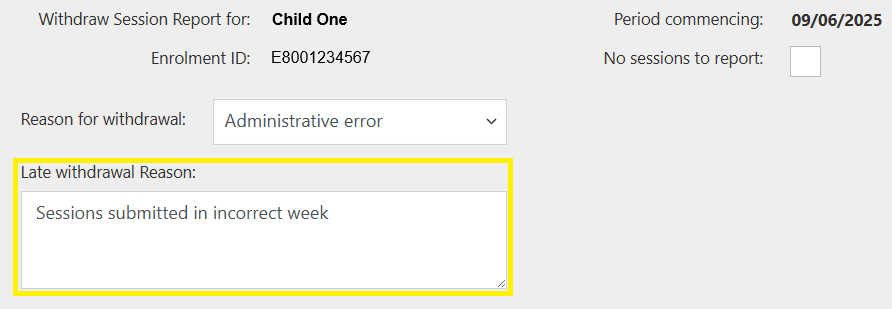 Withdraw Session Report for: Child One Period commencing: 09/06/2025
Enrolment ID: E8001234567 No sessions to report:
Reason for withdrawal: Administrative error
Late withdrawal Reason:
Sessions submitted in incorrect week